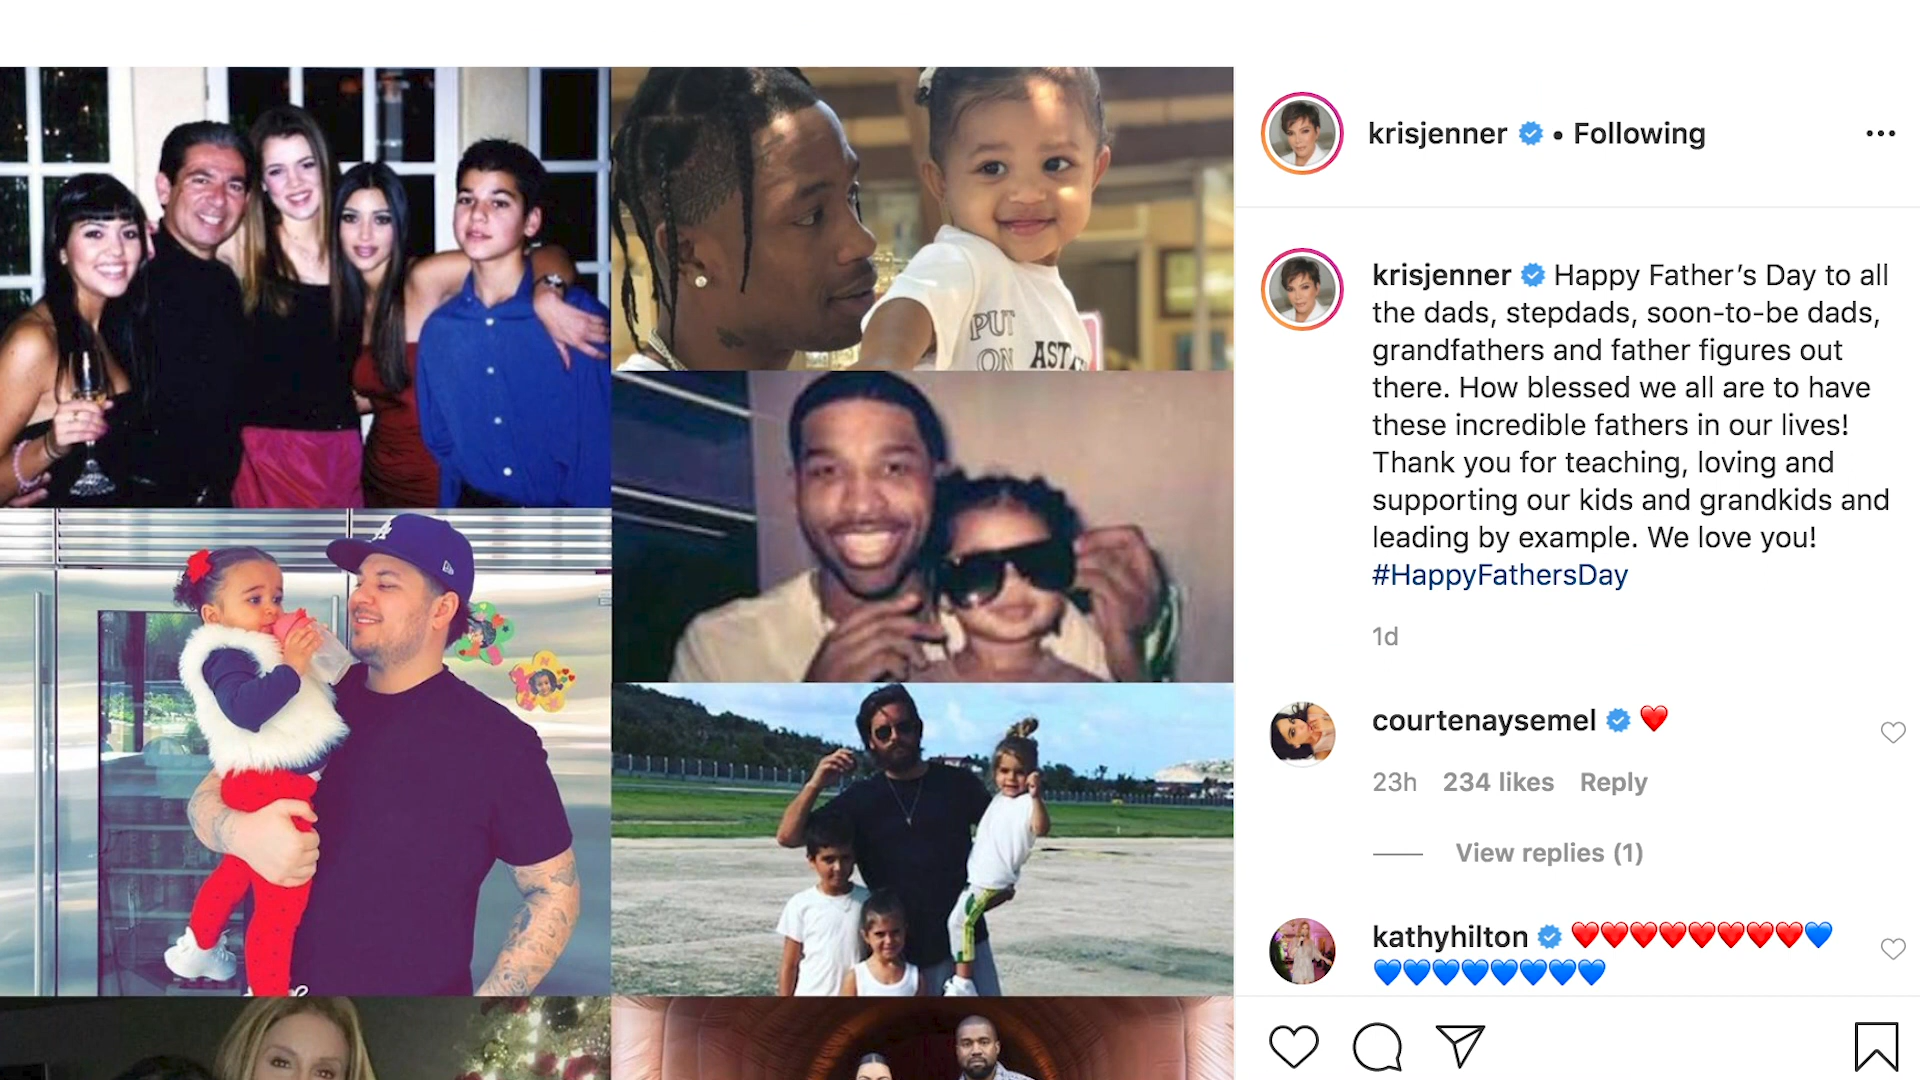 krisjenner • Following
krisjenner Happy Father's Day to all
the dads, stepdads, soon-to-be dads,
grandfathers and father figures out
there. How blessed we all are to have
these incredible fathers in our lives!
Thank you for teaching, loving and
supporting our kids and grandkids and
leading by example. We love you!
#HappyFathersDay
1d
courtenaysemel ❤️
23h 234 likes Reply
View replies (1)
kathyhilton ❤️❤️❤️❤️❤️❤️❤️❤️💙
💙💙💙💙💙💙💙💙
PUT
ON